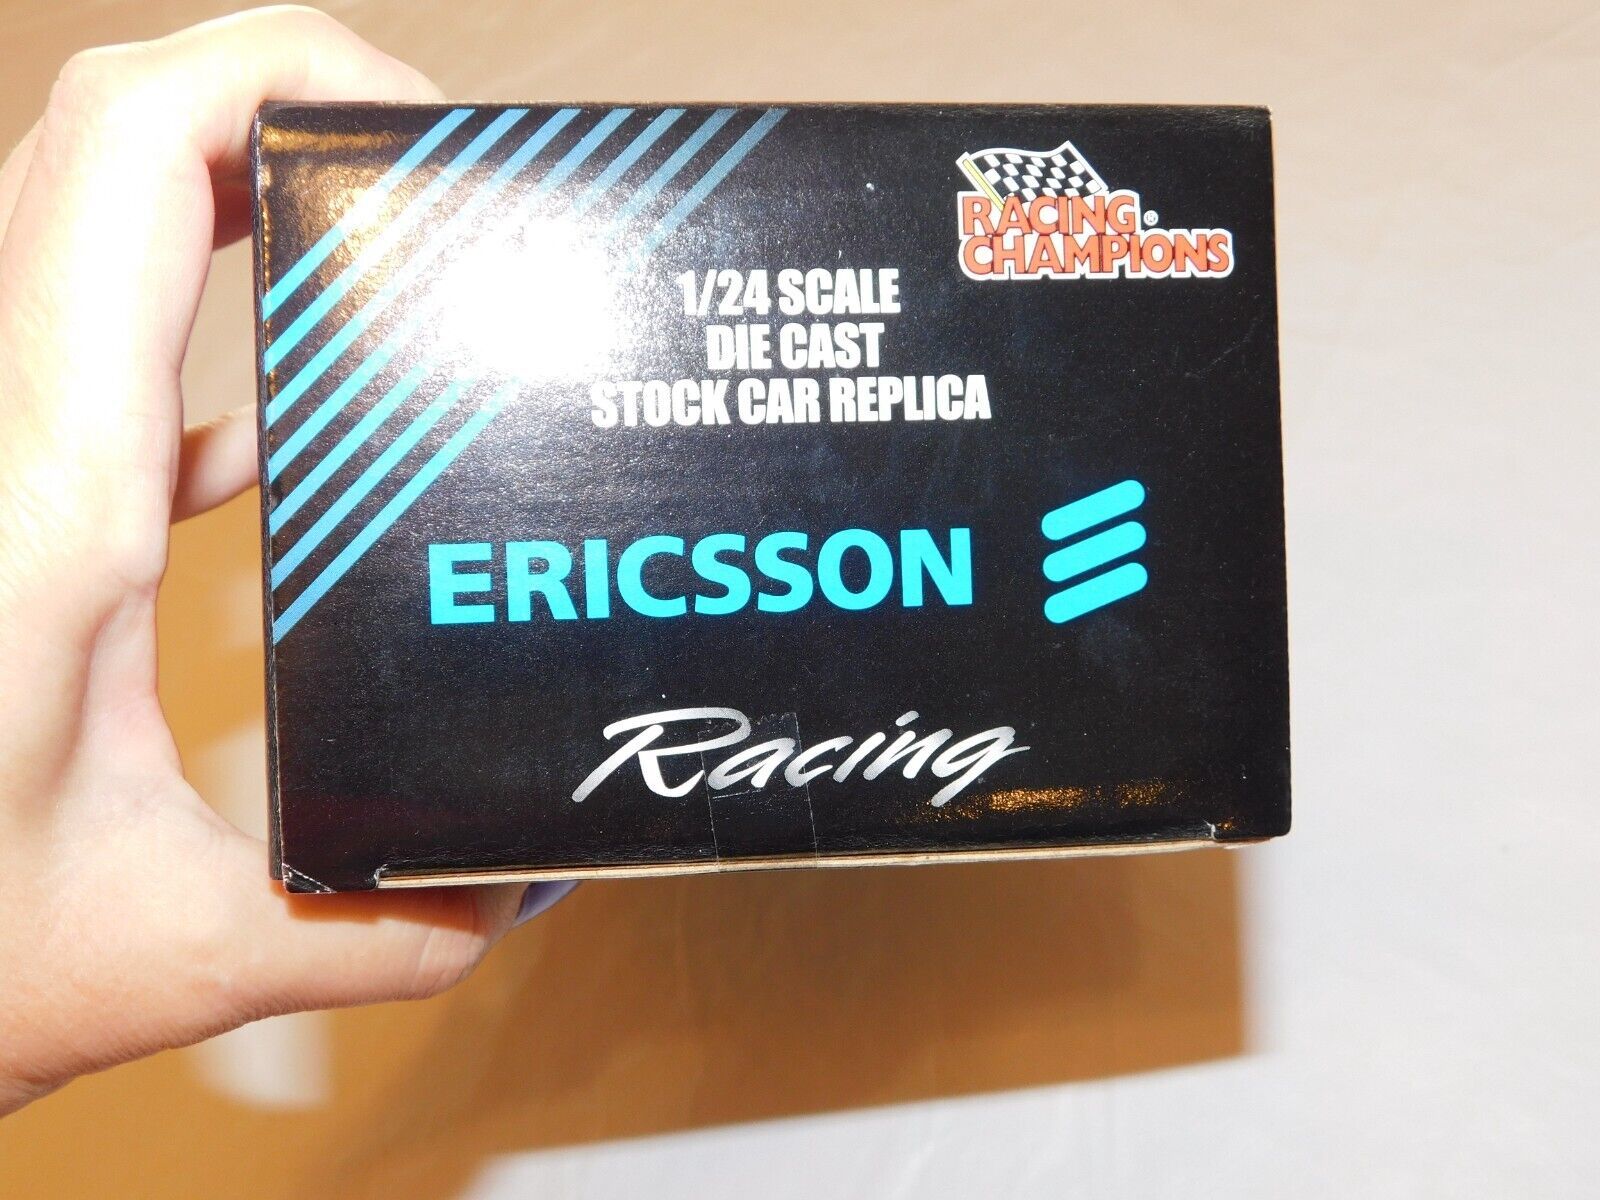 RACING ®
CHAMPIONS
1/24 SCALE
DIE CAST
STOCK CAR REPLICA
ERICSSON
Racing